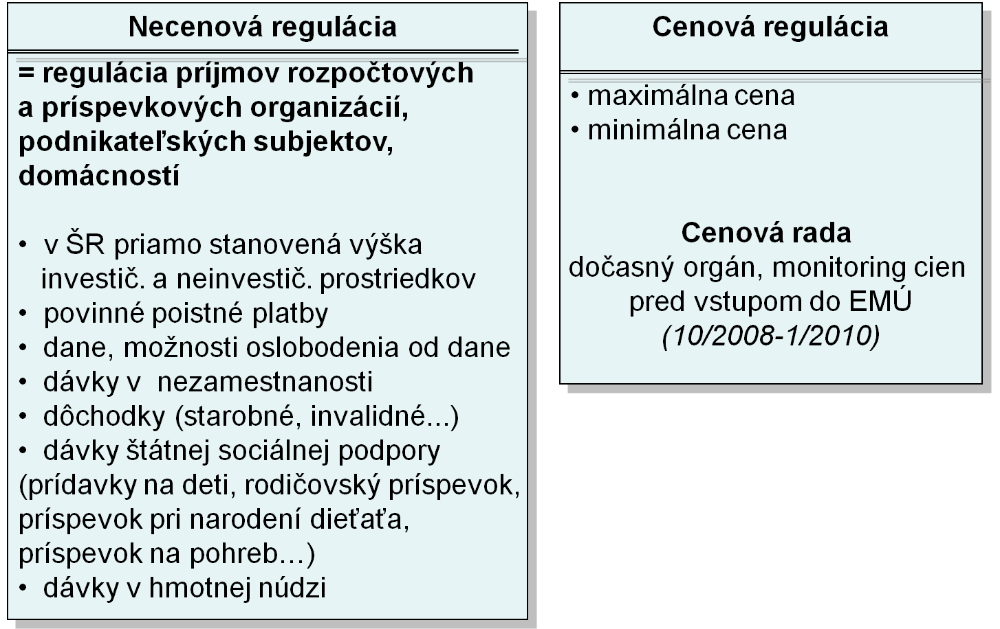 Necenová regulácia
= regulácia príjmov rozpočtových
a príspevkových organizácií,
podnikateľských subjektov,
domácností
• v ŠR priamo stanovená výška
investič. a neinvestič. prostriedkov
• povinné poistné platby
• dane, možnosti oslobodenia od dane
• dávky v nezamestnanosti
• dôchodky (starobné, invalidné...)
• dávky štátnej sociálnej podpory
(prídavky na deti, rodičovský príspevok,
príspevok pri narodení dieťaťa,
príspevok na pohreb…)
• dávky v hmotnej núdzi
Cenová regulácia
• maximálna cena
• minimálna cena
Cenová rada
dočasný orgán, monitoring cien
pred vstupom do EMÚ
(10/2008-1/2010)